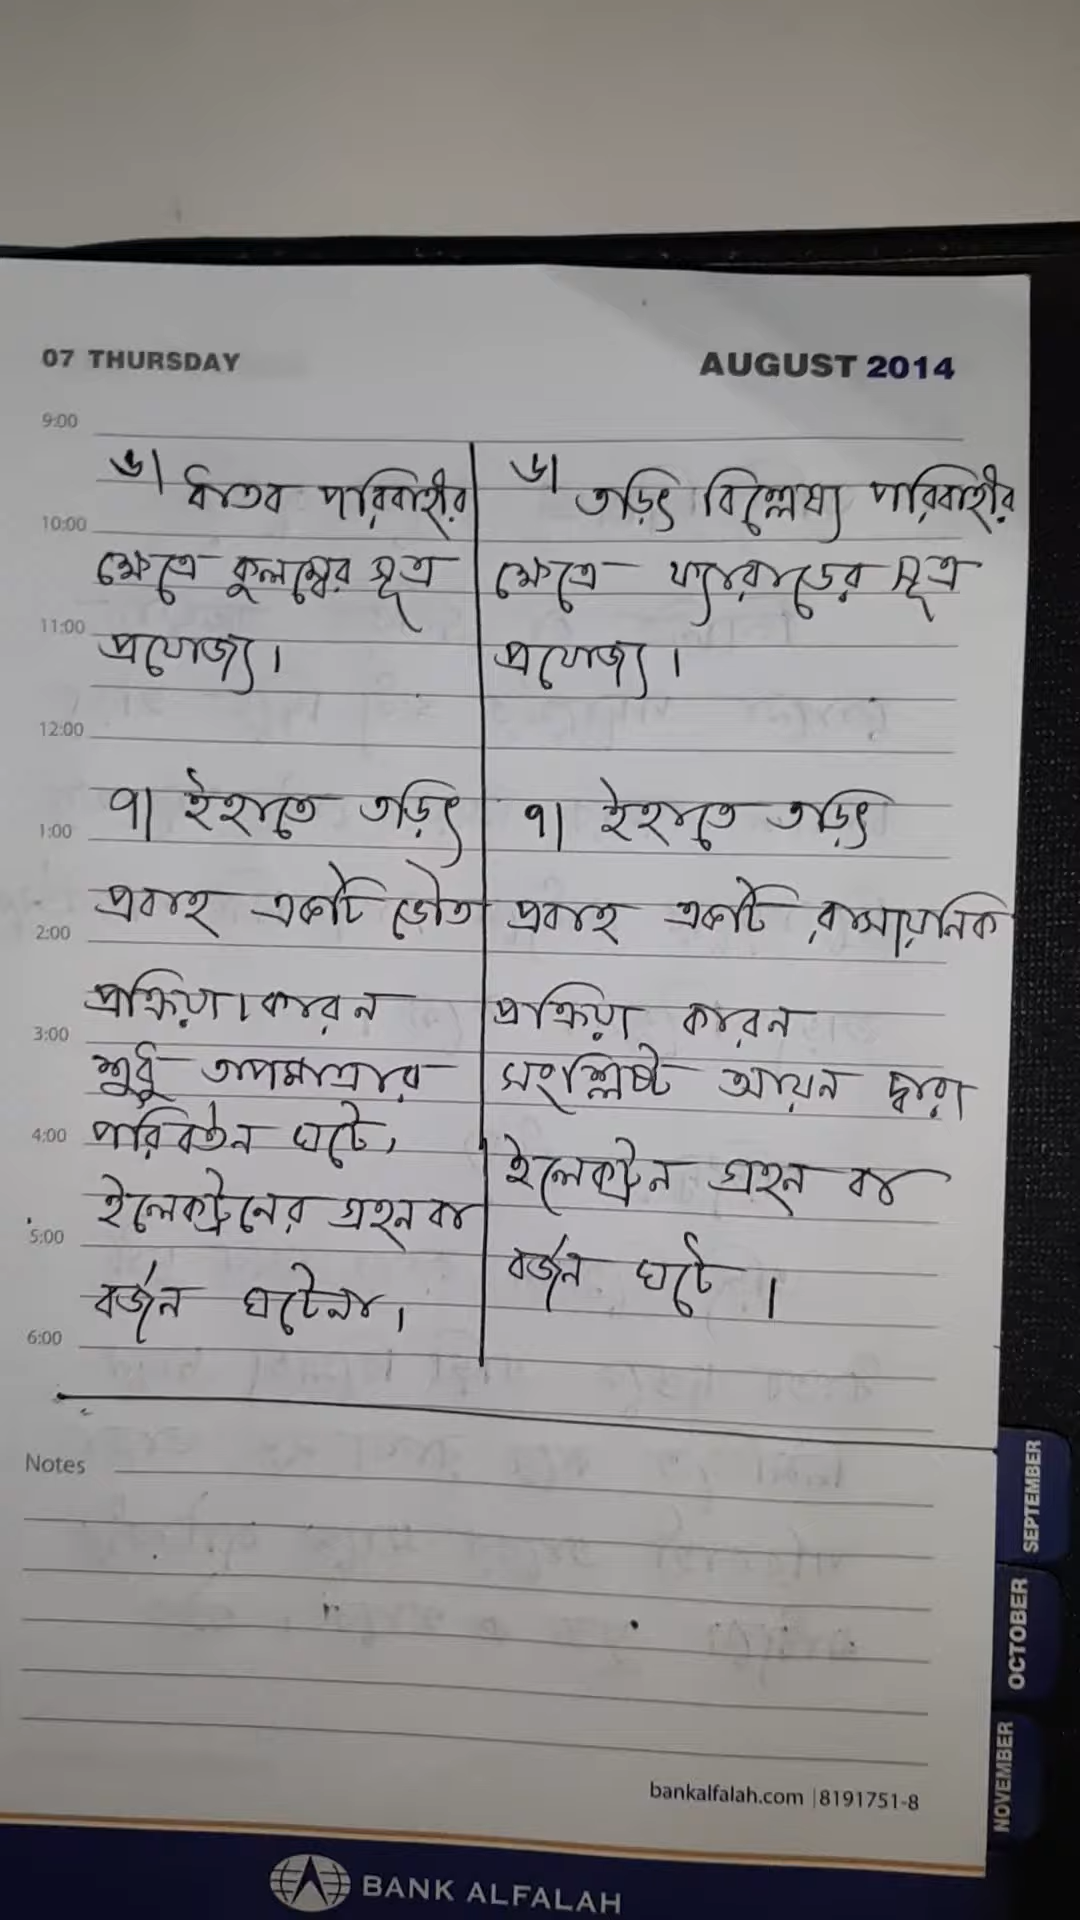 07 THURSDAY
AUGUST 2014
9:00
10:00
11:00
12:00
1:00
2:00
3:00
4:00
5:00
6:00
৬। ধাতব পরিবাহীর
ক্ষেত্রে কুলম্বের সূত্র
প্রযোজ্য।
৭। ইহাতে তড়িৎ
প্রবাহ একটি ভৌত
প্রক্রিয়া। কারন
শুধু তাপমাত্রার
পরিবর্তন ঘটে,
ইলেকট্রনের গ্রহন বা
বর্জন ঘটেনা।
৬। তড়িৎ বিশ্লেষ্য পরিবাহীর
ক্ষেত্রে ফ্যারাডের সূত্র
প্রযোজ্য।
৭। ইহাতে তড়িৎ
প্রবাহ একটি রাসায়নিক
প্রক্রিয়া কারন
সংশ্লিষ্ট আয়ন দ্বারা
ইলেকট্রন গ্রহন বা
বর্জন ঘটে।
Notes
SEPTEMBER
OCTOBER
NOVEMBER
bankalfalah.com | 8191751-8
BANK ALFALAH